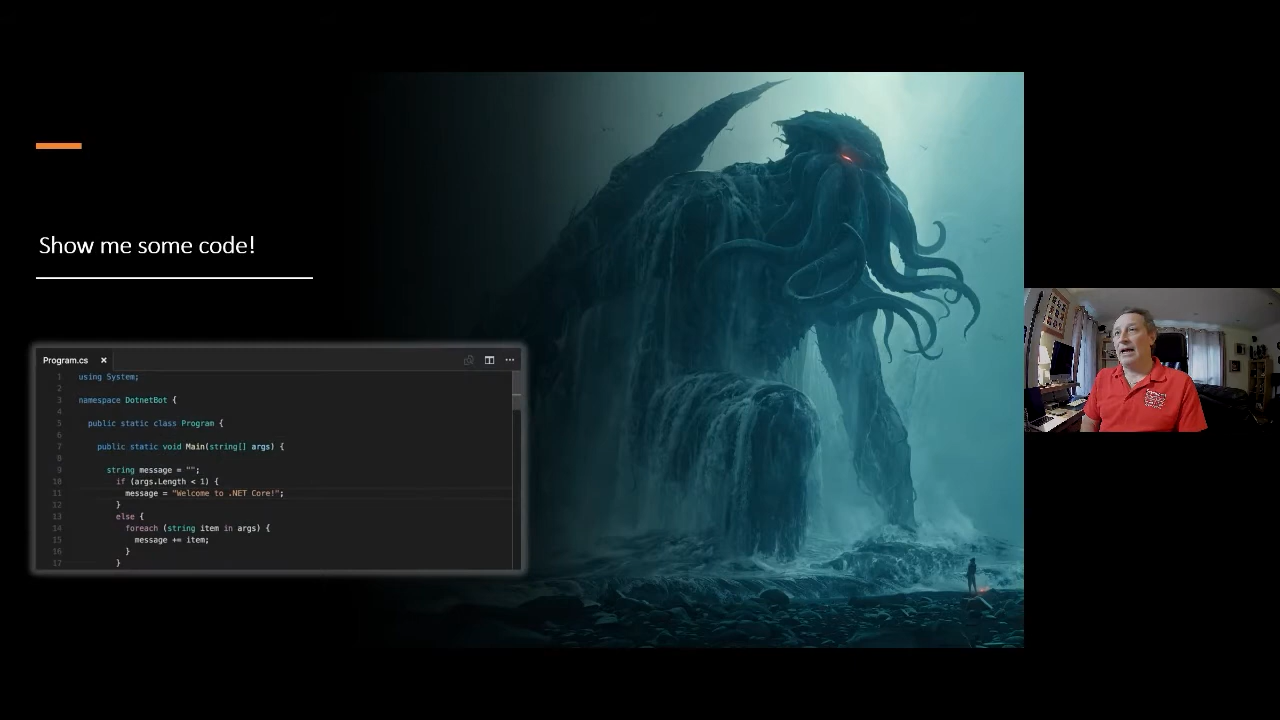 Show me some code!
Program.cs
1 using System;
2
3 namespace DotnetBot {
4
5 public static class Program {
6
7 public static void Main(string[] args) {
8
9 string message = "";
10 if (args.Length < 1) {
11 message = "Welcome to .NET Core!";
12 }
13 else {
14 foreach (string item in args) {
15 message += item;
16 }
17 }